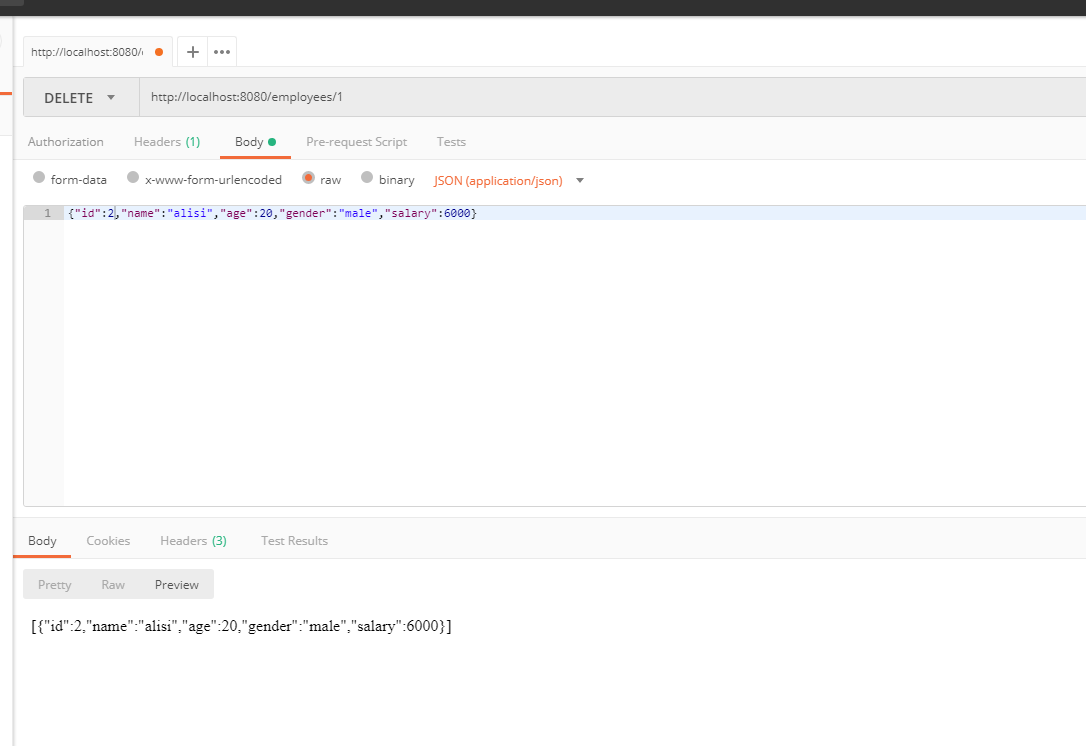 http://localhost:8080/
DELETE http://localhost:8080/employees/1
Authorization Headers (1) Body Pre-request Script Tests
form-data x-www-form-urlencoded raw binary JSON (application/json)
1 {"id":2,"name":"alisi","age":20,"gender":"male","salary":6000}
Body Cookies Headers (3) Test Results
Pretty Raw Preview
[{"id":2,"name":"alisi","age":20,"gender":"male","salary":6000}]